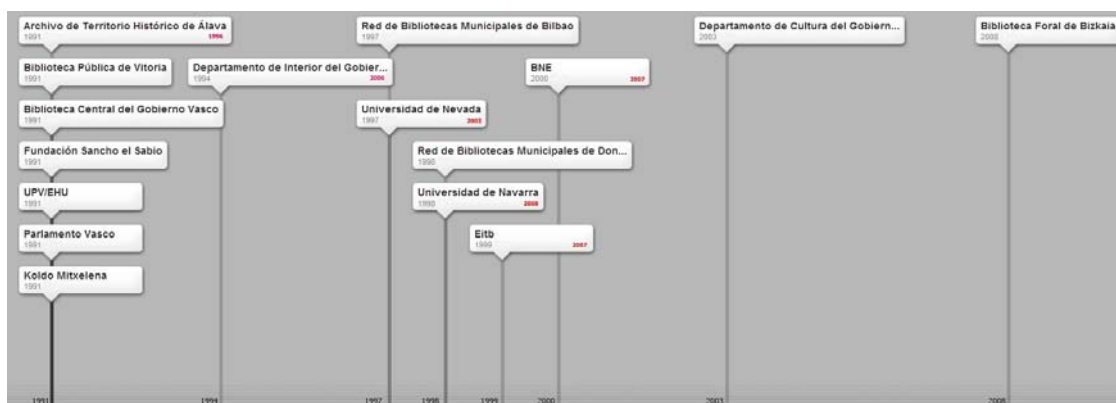 Archivo de Territorio Histórico de Álava
1991 1996
Red de Bibliotecas Municipales de Bilbao
1997
Departamento de Cultura del Gobiern...
2003
Biblioteca Foral de Bizkaia
2008
Biblioteca Pública de Vitoria
1991
Departamento de Interior del Gobier...
1994 2006
BNE
2000 2007
Biblioteca Central del Gobierno Vasco
1991
Universidad de Nevada
1997 2003
Fundación Sancho el Sabio
1991
Red de Bibliotecas Municipales de Don...
1998
UPV/EHU
1991
Universidad de Navarra
1998 2008
Parlamento Vasco
1991
Eitb
1999 2007
Koldo Mitxelena
1991
1991 1994 1997 1998 1999 2000 2003 2008